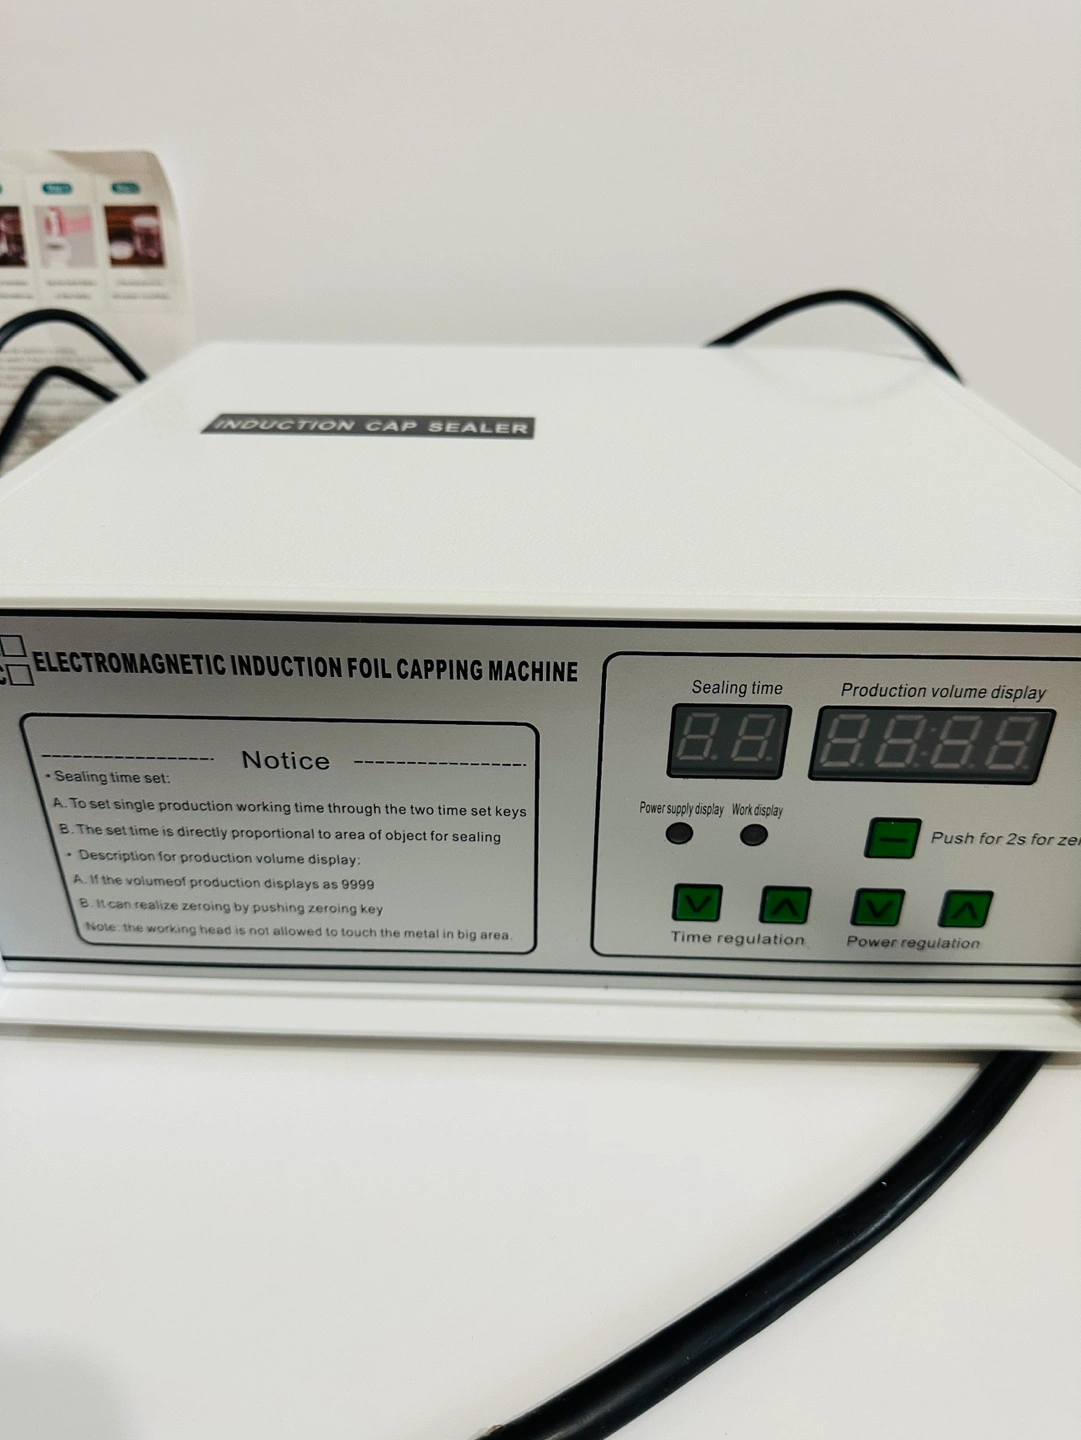 INDUCTION CAP SEALER
ELECTROMAGNETIC INDUCTION FOIL CAPPING MACHINE
Notice
• Sealing time set:
A. To set single production working time through the two time set keys
B. The set time is directly proportional to area of object for sealing
• Description for production volume display:
A. If the volumeof production displays as 9999
B. It can realize zeroing by pushing zeroing key
Note: the working head is not allowed to touch the metal in big area.
Sealing time
Production volume display
Power supply display
Work display
Push for 2s for
Time regulation
Power regulation